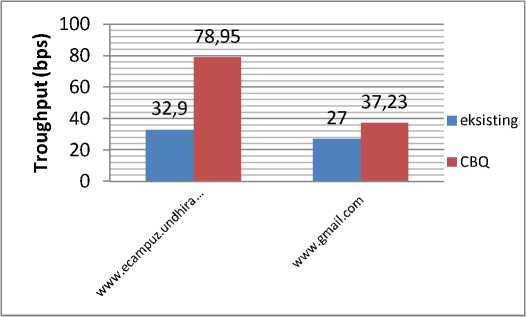 Troughput (bps)
100
80
60
40
20
0
32,9
78,95
27
37,23
www.ecampuz.undhira...
www.gmail.com
eksisting
CBQ